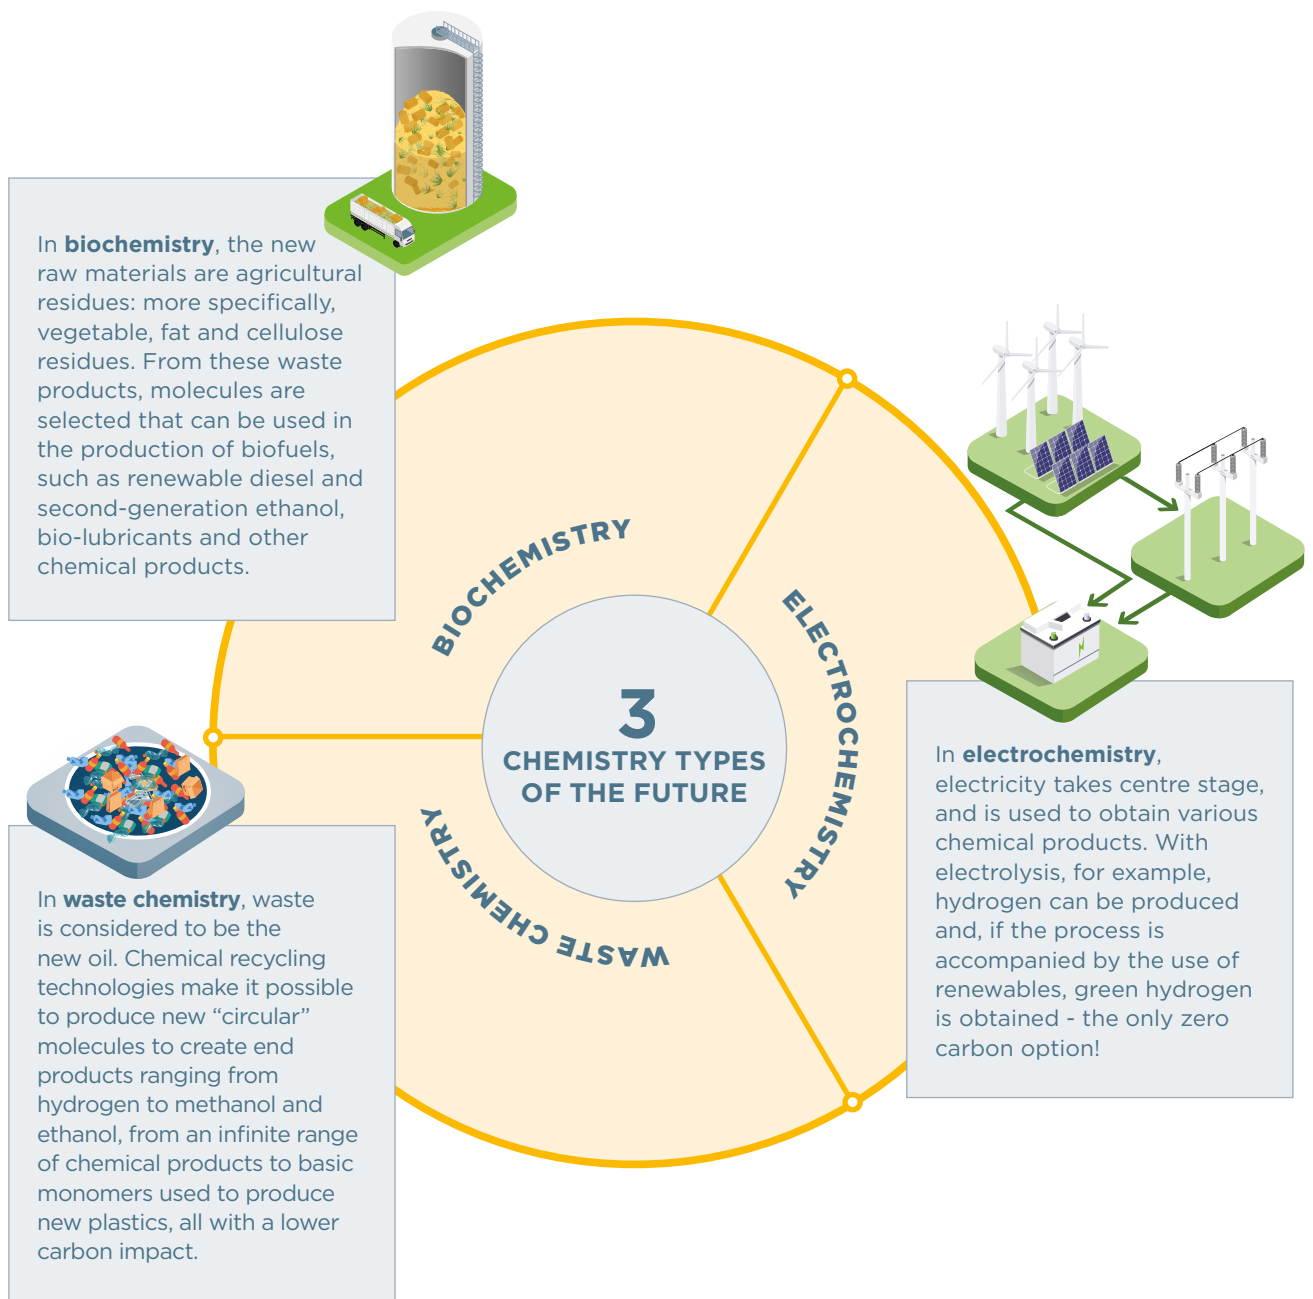 In biochemistry, the new
raw materials are agricultural
residues: more specifically,
vegetable, fat and cellulose
residues. From these waste
products, molecules are
selected that can be used in
the production of biofuels,
such as renewable diesel and
second-generation ethanol,
bio-lubricants and other
chemical products.
BIOCHEMISTRY
ELECTROCHEMISTRY
WASTE CHEMISTRY
3
CHEMISTRY TYPES
OF THE FUTURE
In electrochemistry,
electricity takes centre stage,
and is used to obtain various
chemical products. With
electrolysis, for example,
hydrogen can be produced
and, if the process is
accompanied by the use of
renewables, green hydrogen
is obtained - the only zero
carbon option!
In waste chemistry, waste
is considered to be the
new oil. Chemical recycling
technologies make it possible
to produce new “circular”
molecules to create end
products ranging from
hydrogen to methanol and
ethanol, from an infinite range
of chemical products to basic
monomers used to produce
new plastics, all with a lower
carbon impact.